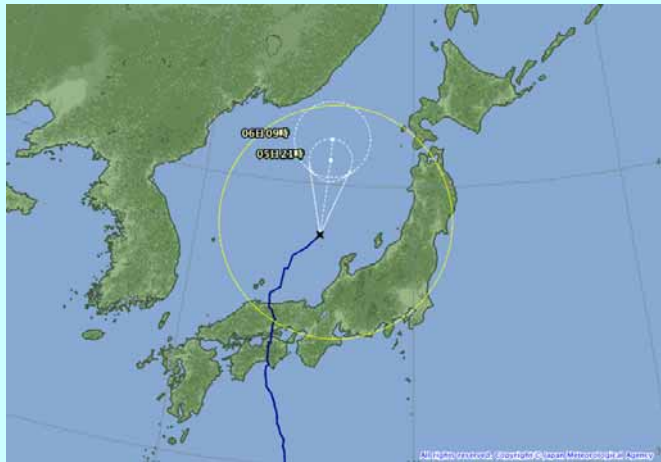 06日09時
05日21時
All rights reserved. Copyright © Japan Meteorological Agency